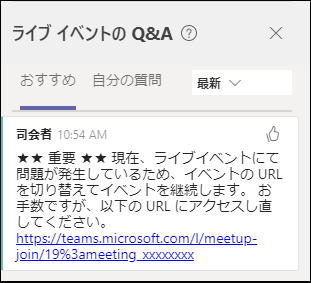 ライブ イベントの Q&A ?
おすすめ 自分の質問 最新
司会者 10:54 AM
★★ 重要 ★★ 現在、ライブイベントにて
問題が発生しているため、イベントの URL
を切り替えてイベントを継続します。 お
手数ですが、以下の URL にアクセスし直
してください。
https://teams.microsoft.com/l/meetup-
join/19%3ameeting_xxxxxxxx